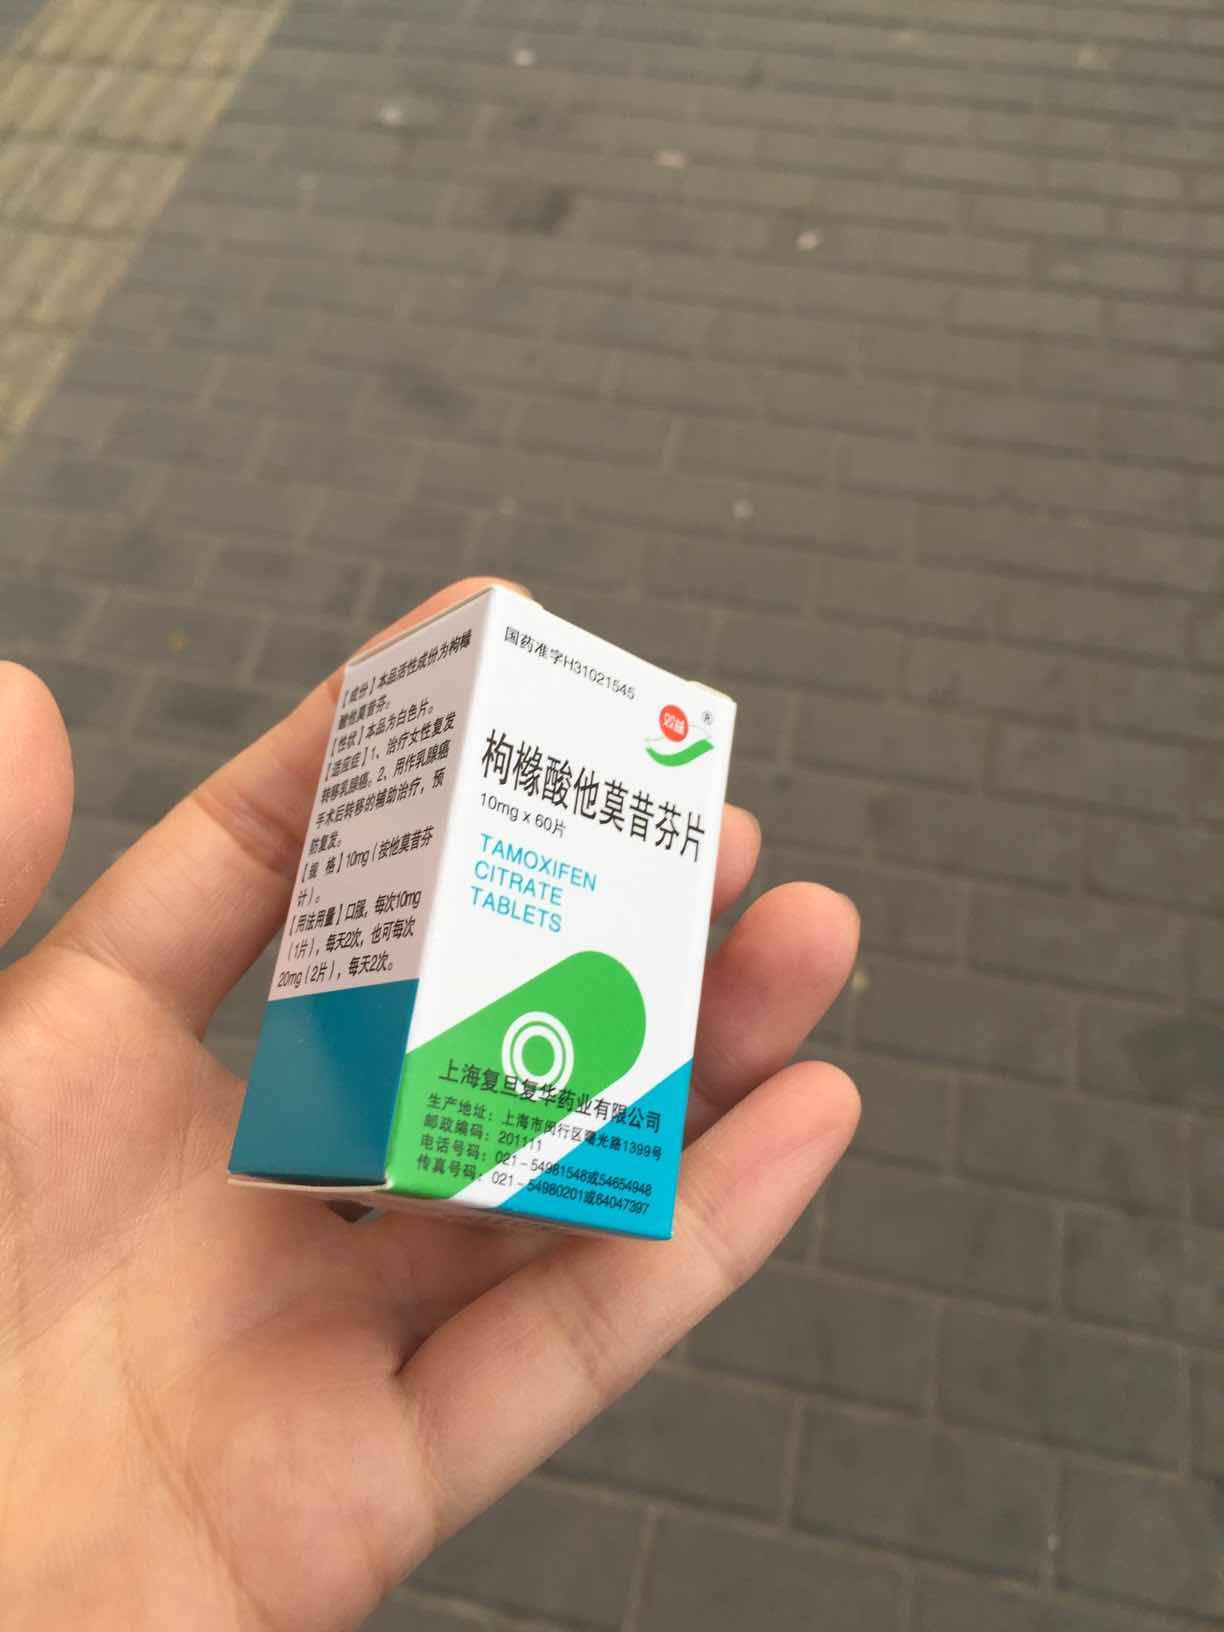 【成份】本品活性成份为枸橼
酸他莫昔芬。
【性状】本品为白色片。
【适应症】1、治疗女性复发
转移乳腺癌。2、用作乳腺癌
手术后转移的辅助治疗，预
防复发。
【规 格】10mg（按他莫昔芬
计）。
【用法用量】口服。每次10mg
（1片），每天2次，也可每次
20mg（2片），每天2次。
国药准字H31021545
双益
®
枸橼酸他莫昔芬片
10mg x 60片
TAMOXIFEN
CITRATE
TABLETS
上海复旦复华药业有限公司
生产地址：上海市闵行区曙光路1399号
邮政编码：201111
电话号码：021-54981548或54654948
传真号码：021-54980201或64047397